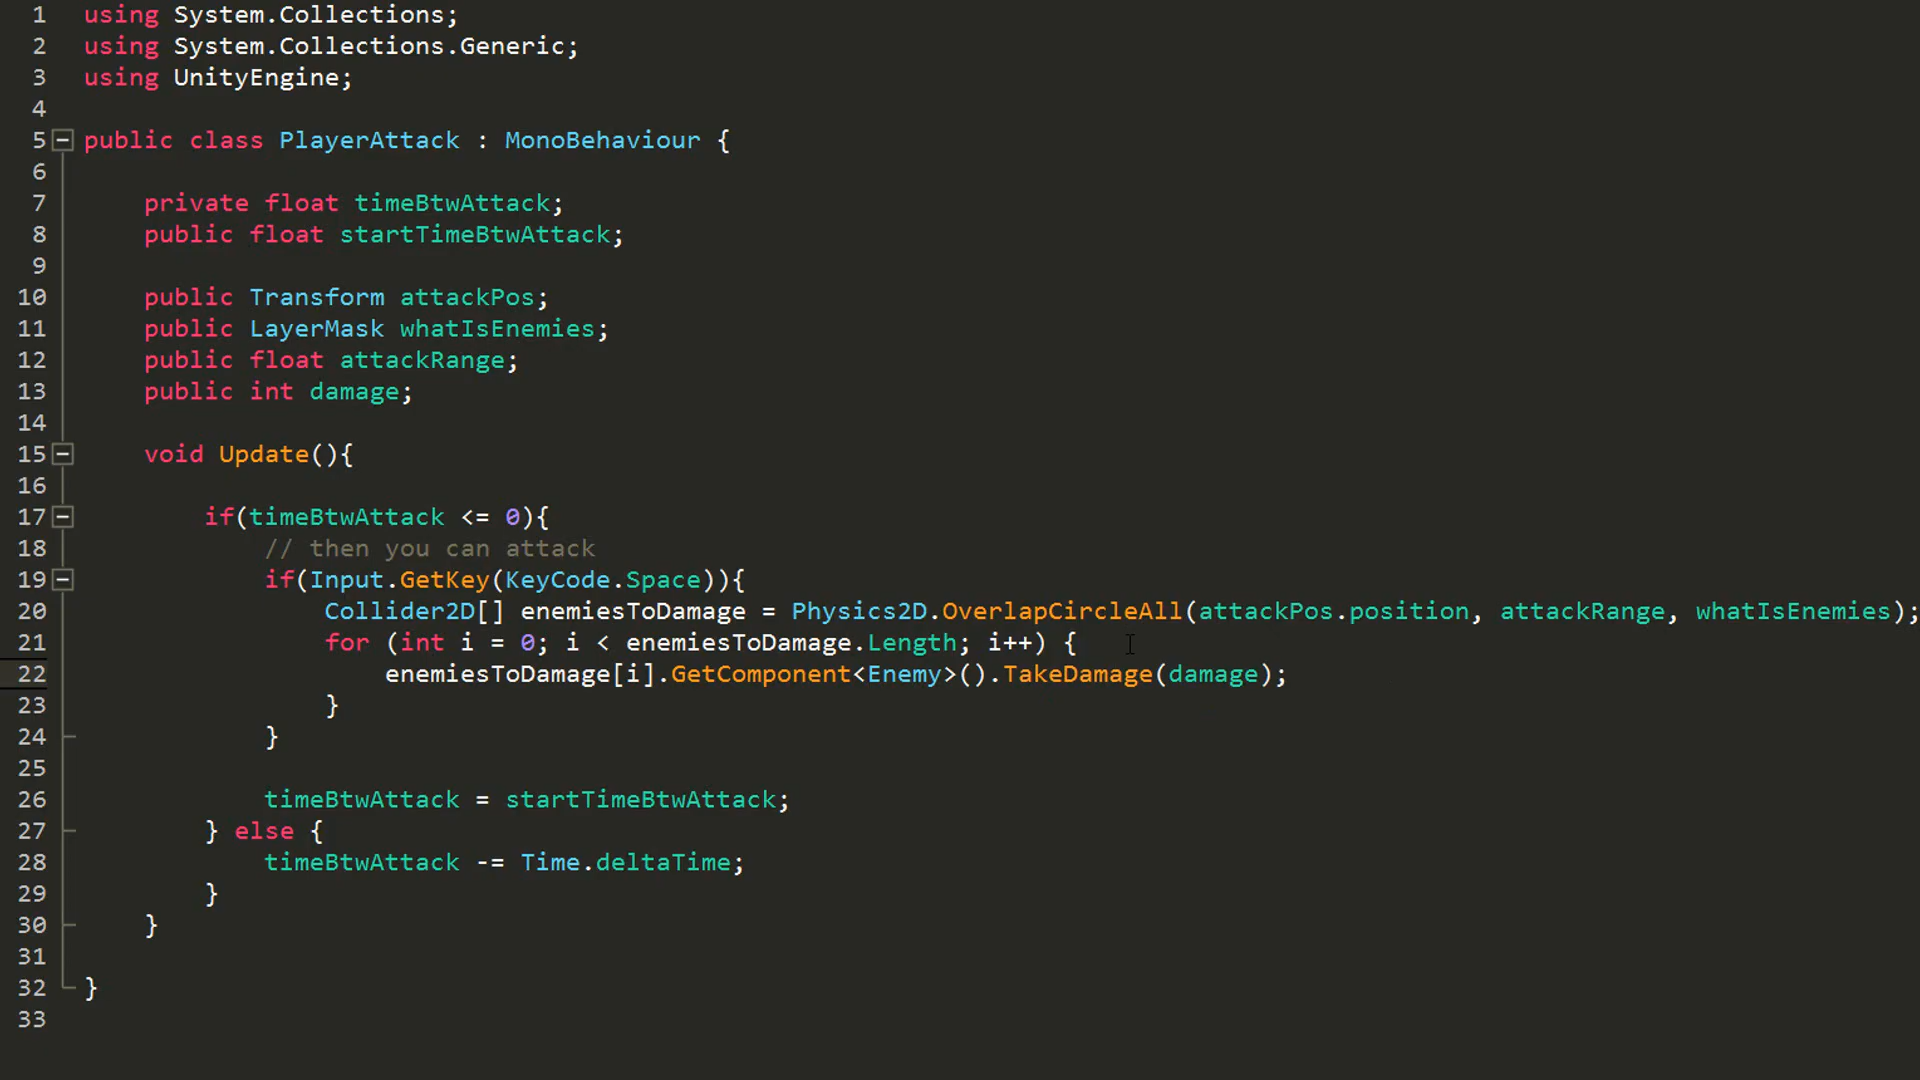 1 using System.Collections;
2 using System.Collections.Generic;
3 using UnityEngine;
4
5 public class PlayerAttack : MonoBehaviour {
6
7     private float timeBtwAttack;
8     public float startTimeBtwAttack;
9
10     public Transform attackPos;
11     public LayerMask whatIsEnemies;
12     public float attackRange;
13     public int damage;
14
15     void Update(){
16
17         if(timeBtwAttack <= 0){
18             // then you can attack
19             if(Input.GetKey(KeyCode.Space)){
20                 Collider2D[] enemiesToDamage = Physics2D.OverlapCircleAll(attackPos.position, attackRange, whatIsEnemies);
21                 for (int i = 0; i < enemiesToDamage.Length; i++) {
22                     enemiesToDamage[i].GetComponent<Enemy>().TakeDamage(damage);
23                 }
24             }
25
26             timeBtwAttack = startTimeBtwAttack;
27         } else {
28             timeBtwAttack -= Time.deltaTime;
29         }
30     }
31
32 }
33